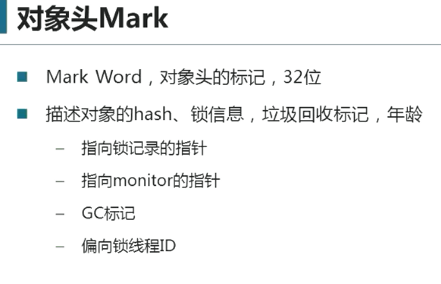 对象头Mark
Mark Word，对象头的标记，32位
描述对象的hash、锁信息，垃圾回收标记，年龄
– 指向锁记录的指针
– 指向monitor的指针
– GC标记
– 偏向锁线程ID